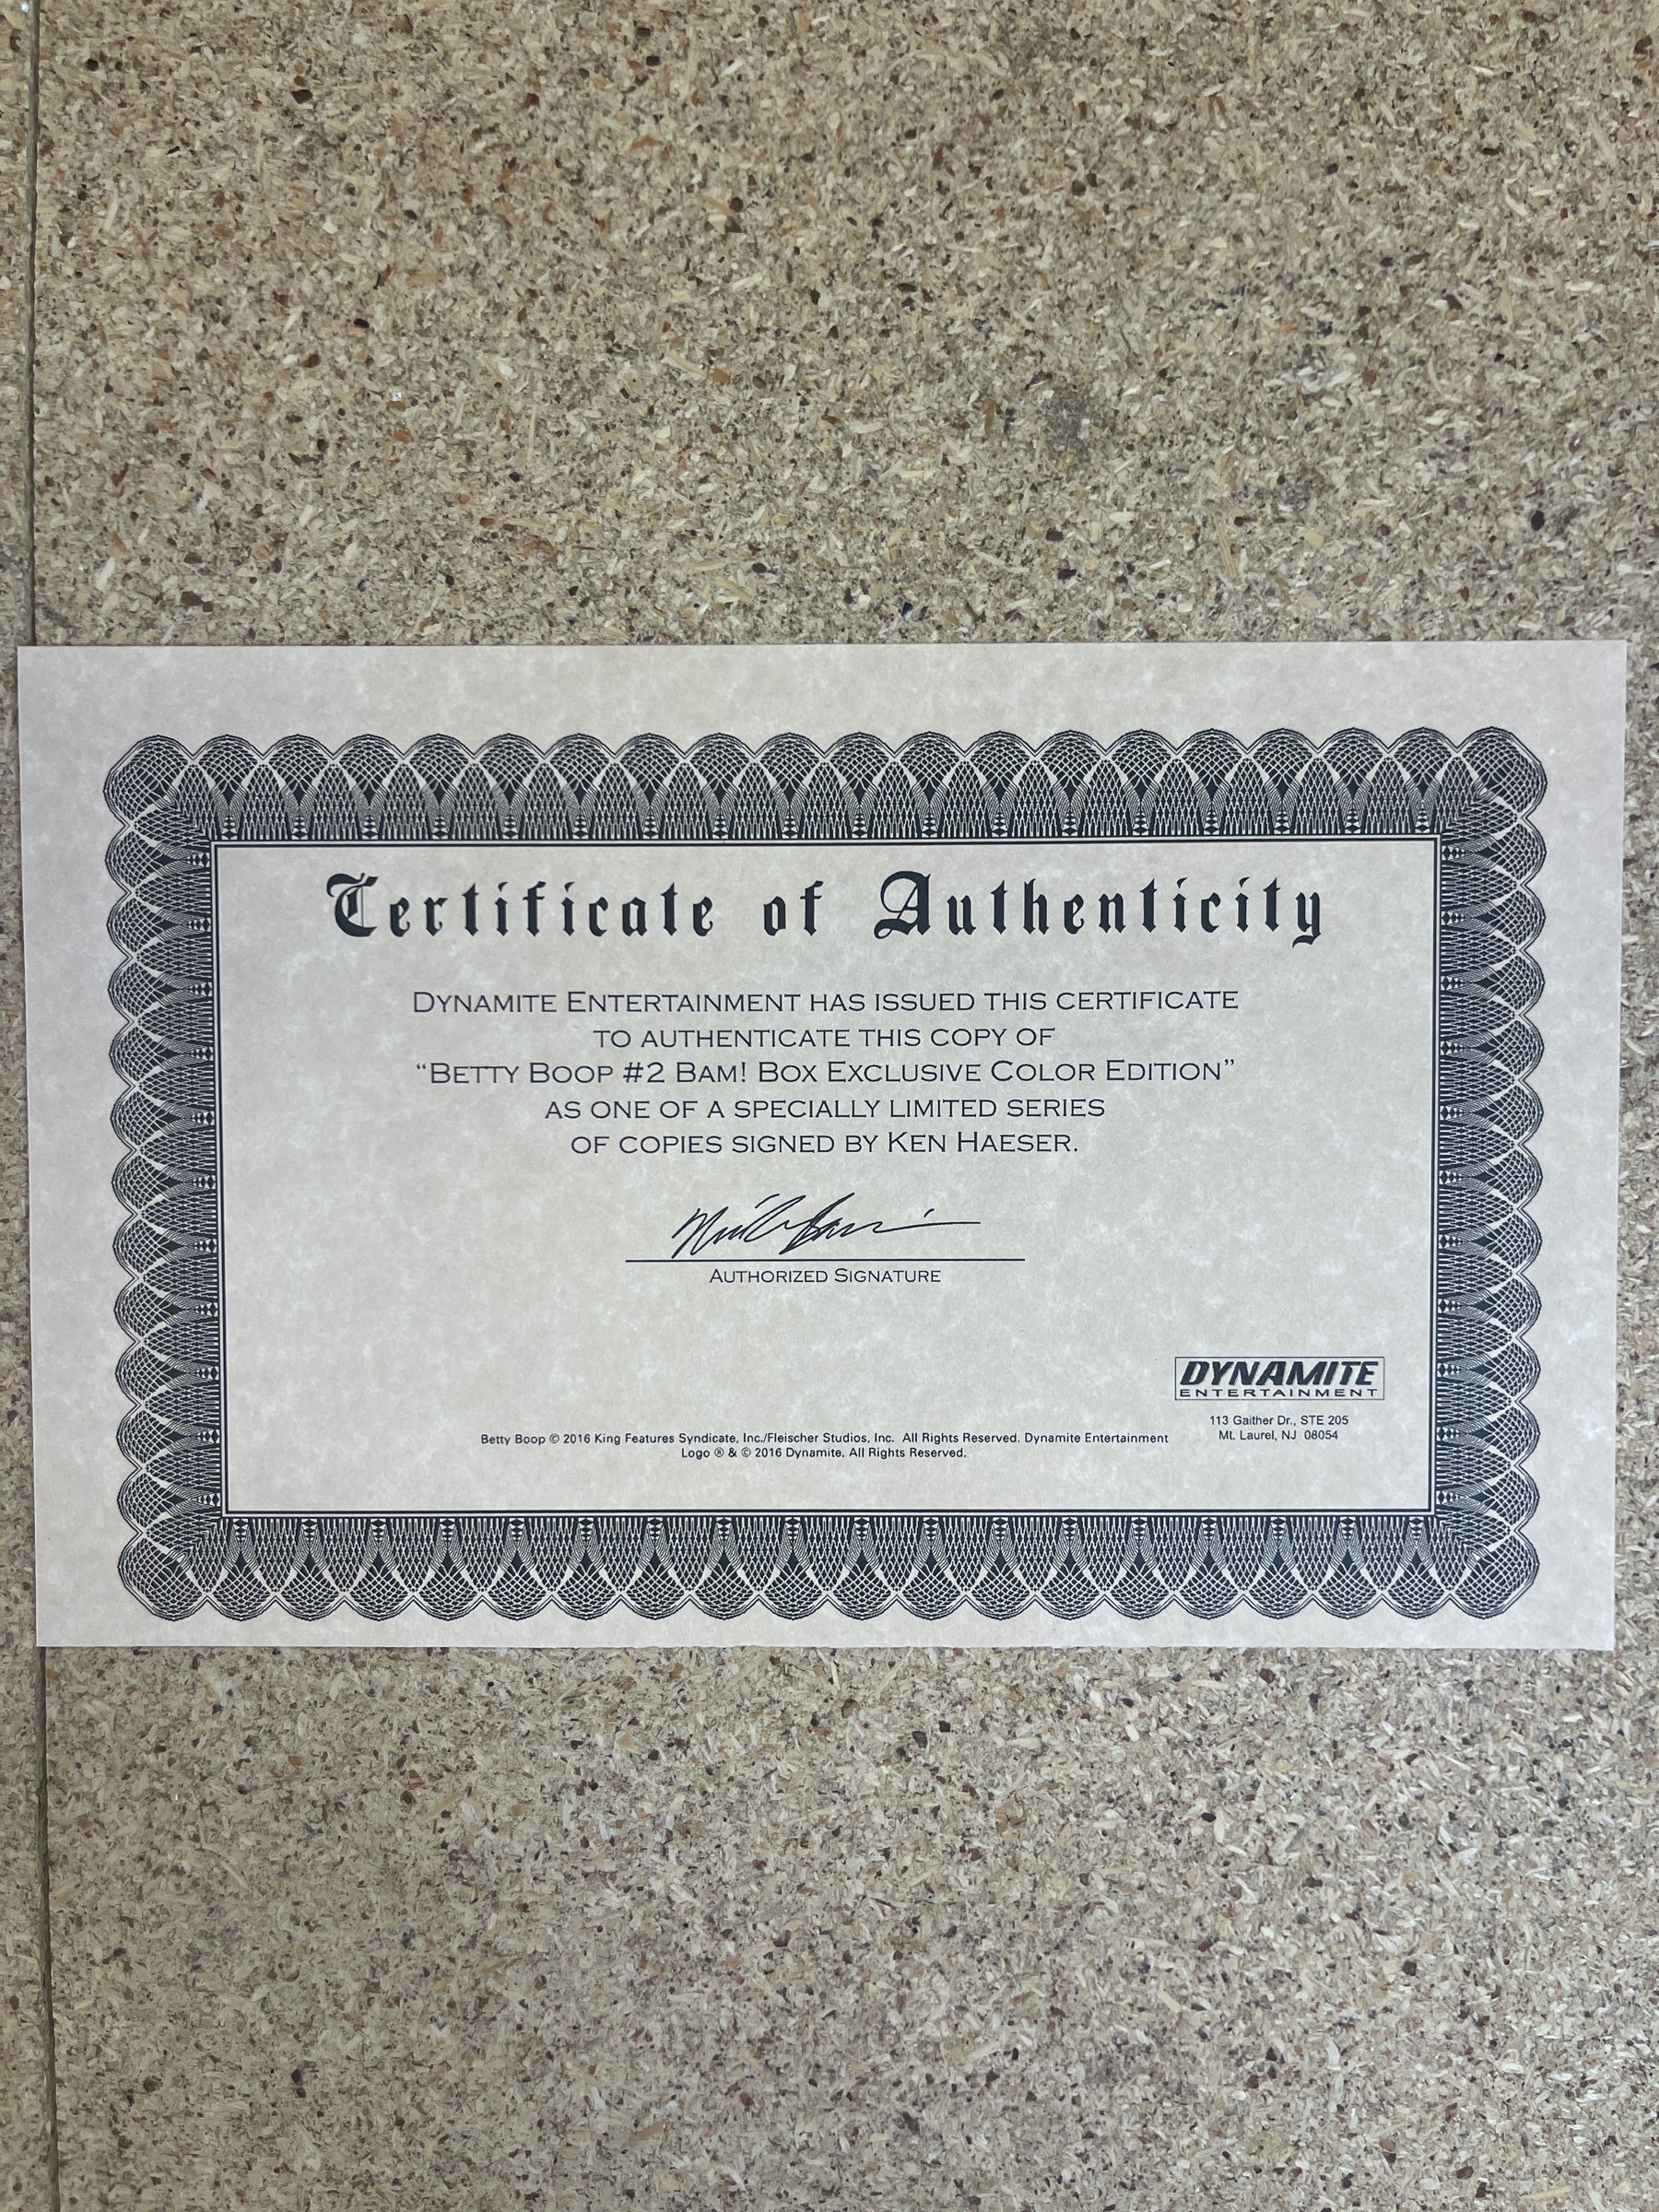 Certificate of Authenticity
DYNAMITE ENTERTAINMENT HAS ISSUED THIS CERTIFICATE
TO AUTHENTICATE THIS COPY OF
“BETTY BOOP #2 BAM! BOX EXCLUSIVE COLOR EDITION”
AS ONE OF A SPECIALLY LIMITED SERIES
OF COPIES SIGNED BY KEN HAESER.
AUTHORIZED SIGNATURE
DYNAMITE
ENTERTAINMENT
113 Gaither Dr., STE 205
Mt. Laurel, NJ 08054
Betty Boop © 2016 King Features Syndicate, Inc./Fleischer Studios, Inc. All Rights Reserved. Dynamite Entertainment
Logo ® & © 2016 Dynamite. All Rights Reserved.